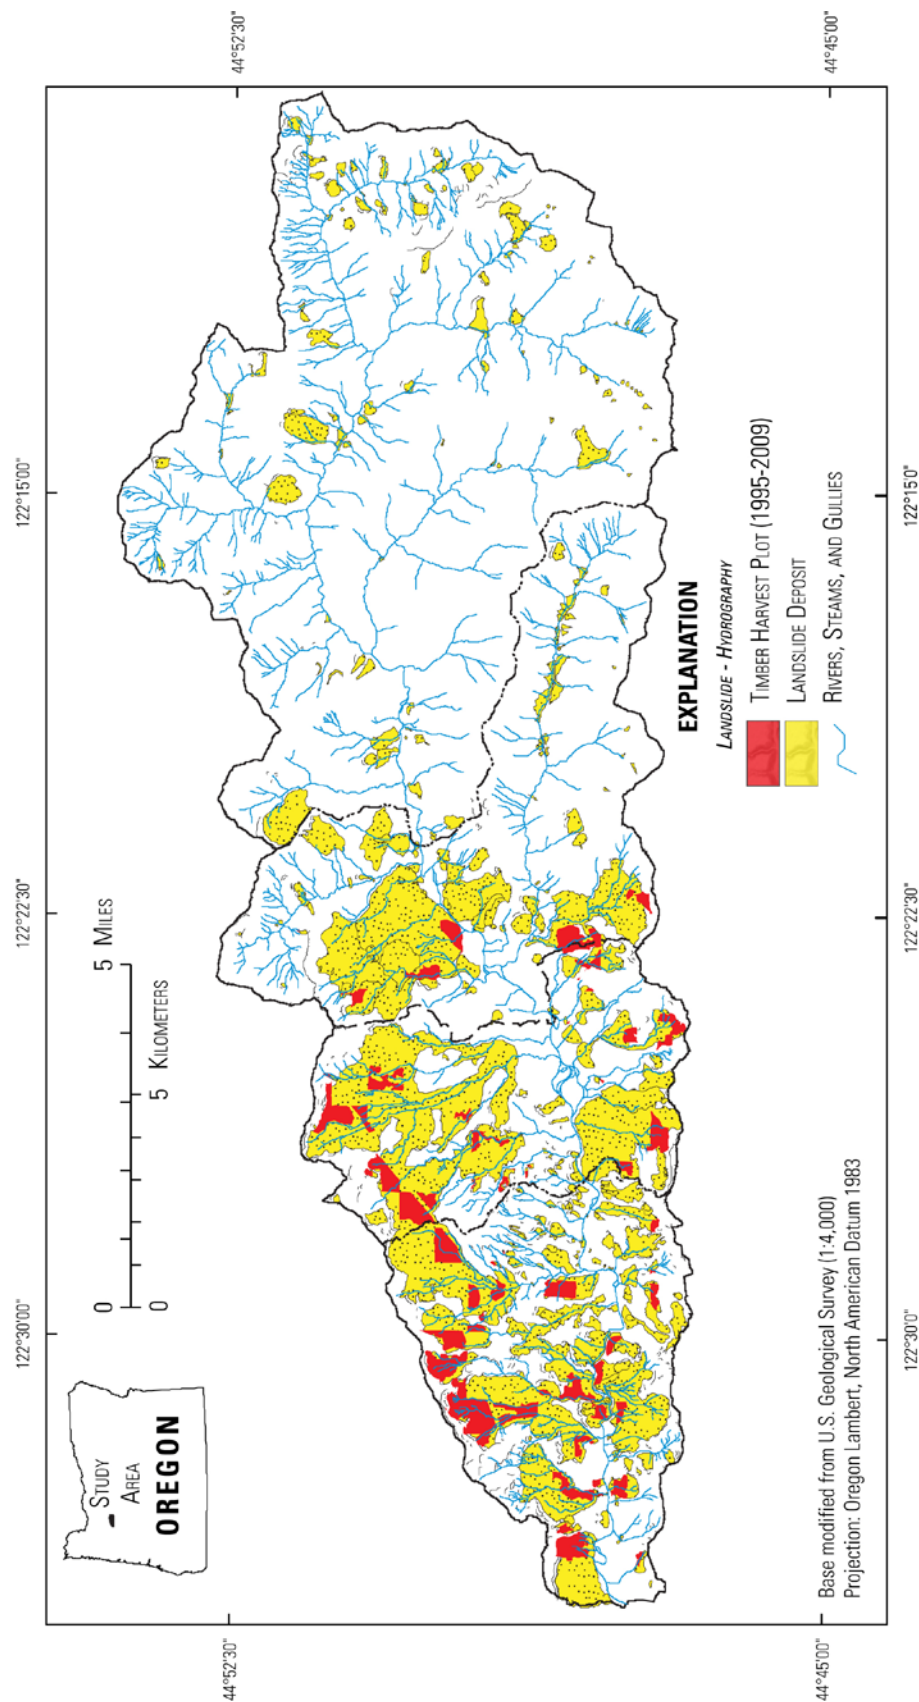 122°30'00"
122°22'30"
122°15'00"
44°52'30"
44°52'30"
STUDY
AREA
OREGON
0 5 MILES
0 5 KILOMETERS
EXPLANATION
LANDSLIDE - HYDROGRAPHY
TIMBER HARVEST PLOT (1995-2009)
LANDSLIDE DEPOSIT
RIVERS, STEAMS, AND GULLIES
Base modified from U.S. Geological Survey (1:4,000)
Projection: Oregon Lambert, North American Datum 1983
44°45'00"
44°45'00"
122°30'0"
122°22'30"
122°15'0"